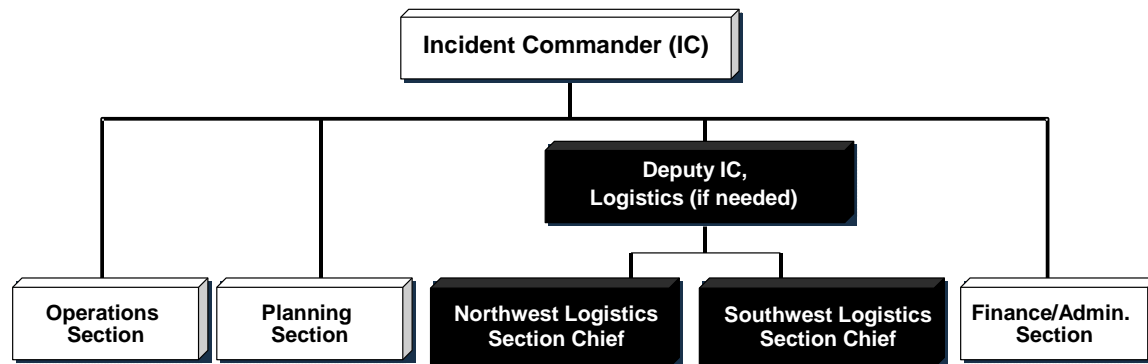 Incident Commander (IC)
Deputy IC,
Logistics (if needed)
Operations
Section
Planning
Section
Northwest Logistics
Section Chief
Southwest Logistics
Section Chief
Finance/Admin.
Section